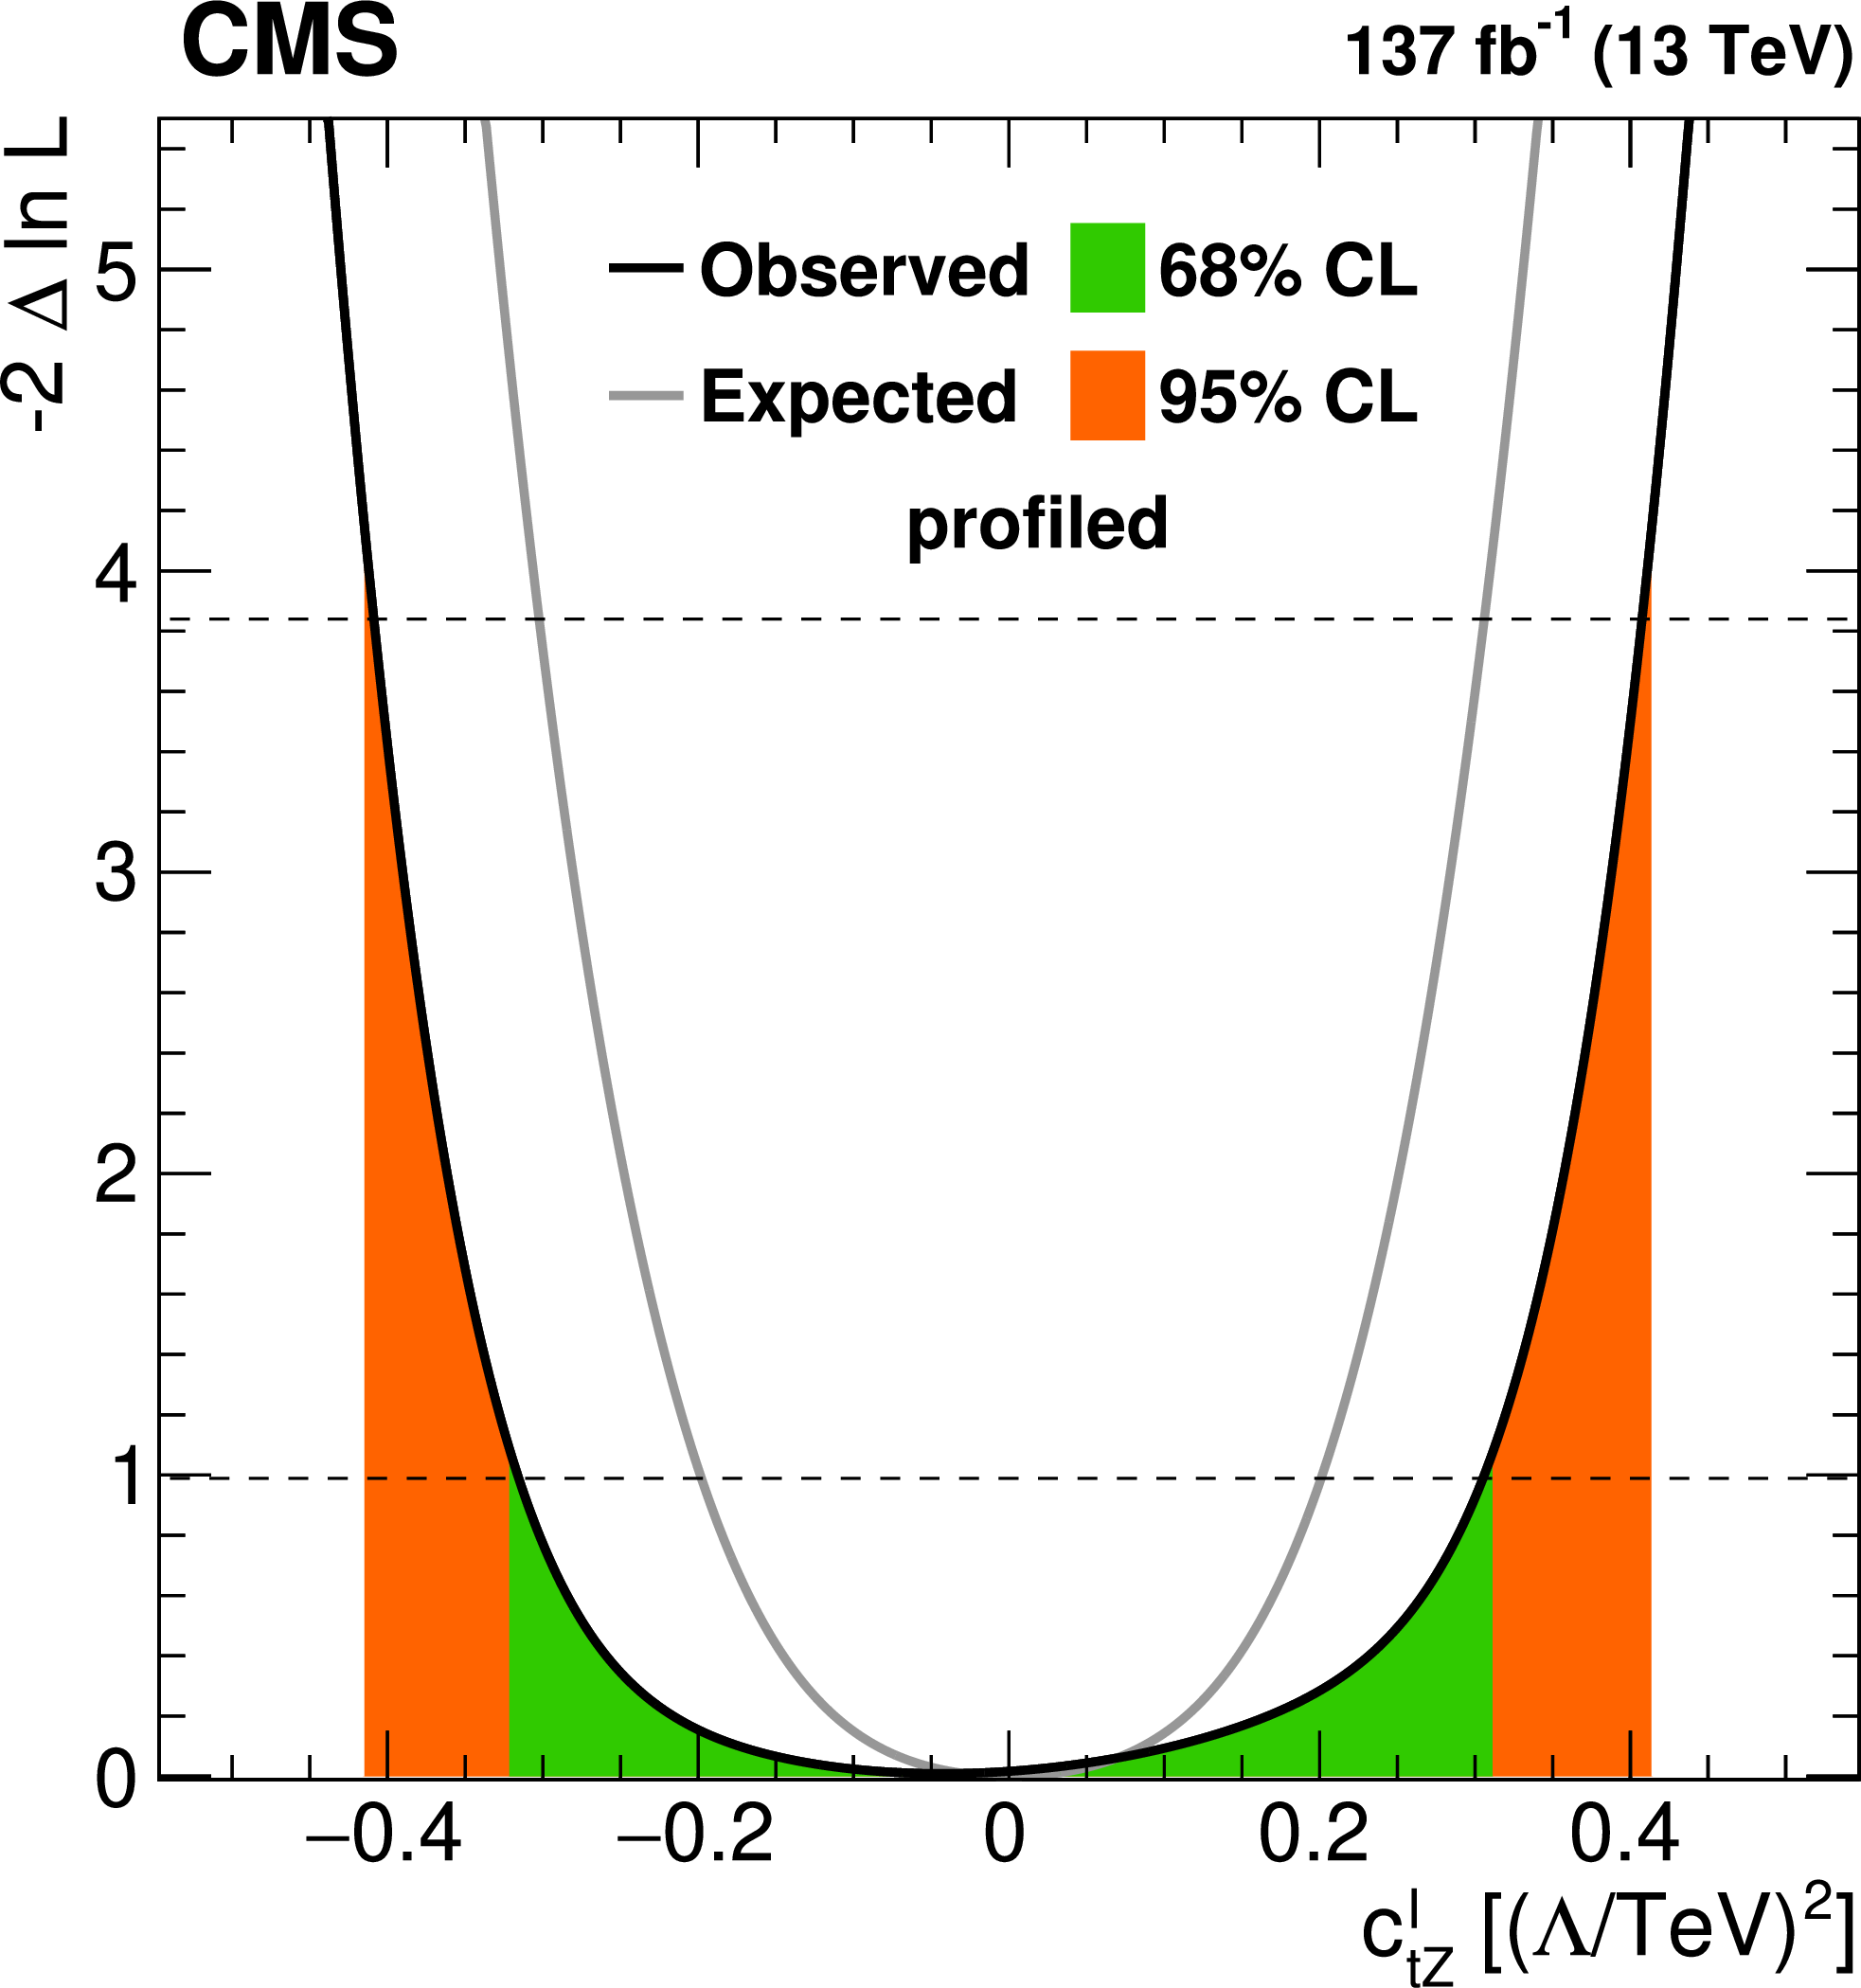 CMS
137 fb-1 (13 TeV)
-2 Δ ln L
Observed
68% CL
Expected
95% CL
profiled
5
4
3
2
1
0
−0.4
−0.2
0
0.2
0.4
c^I_tZ [(Λ/TeV)²]